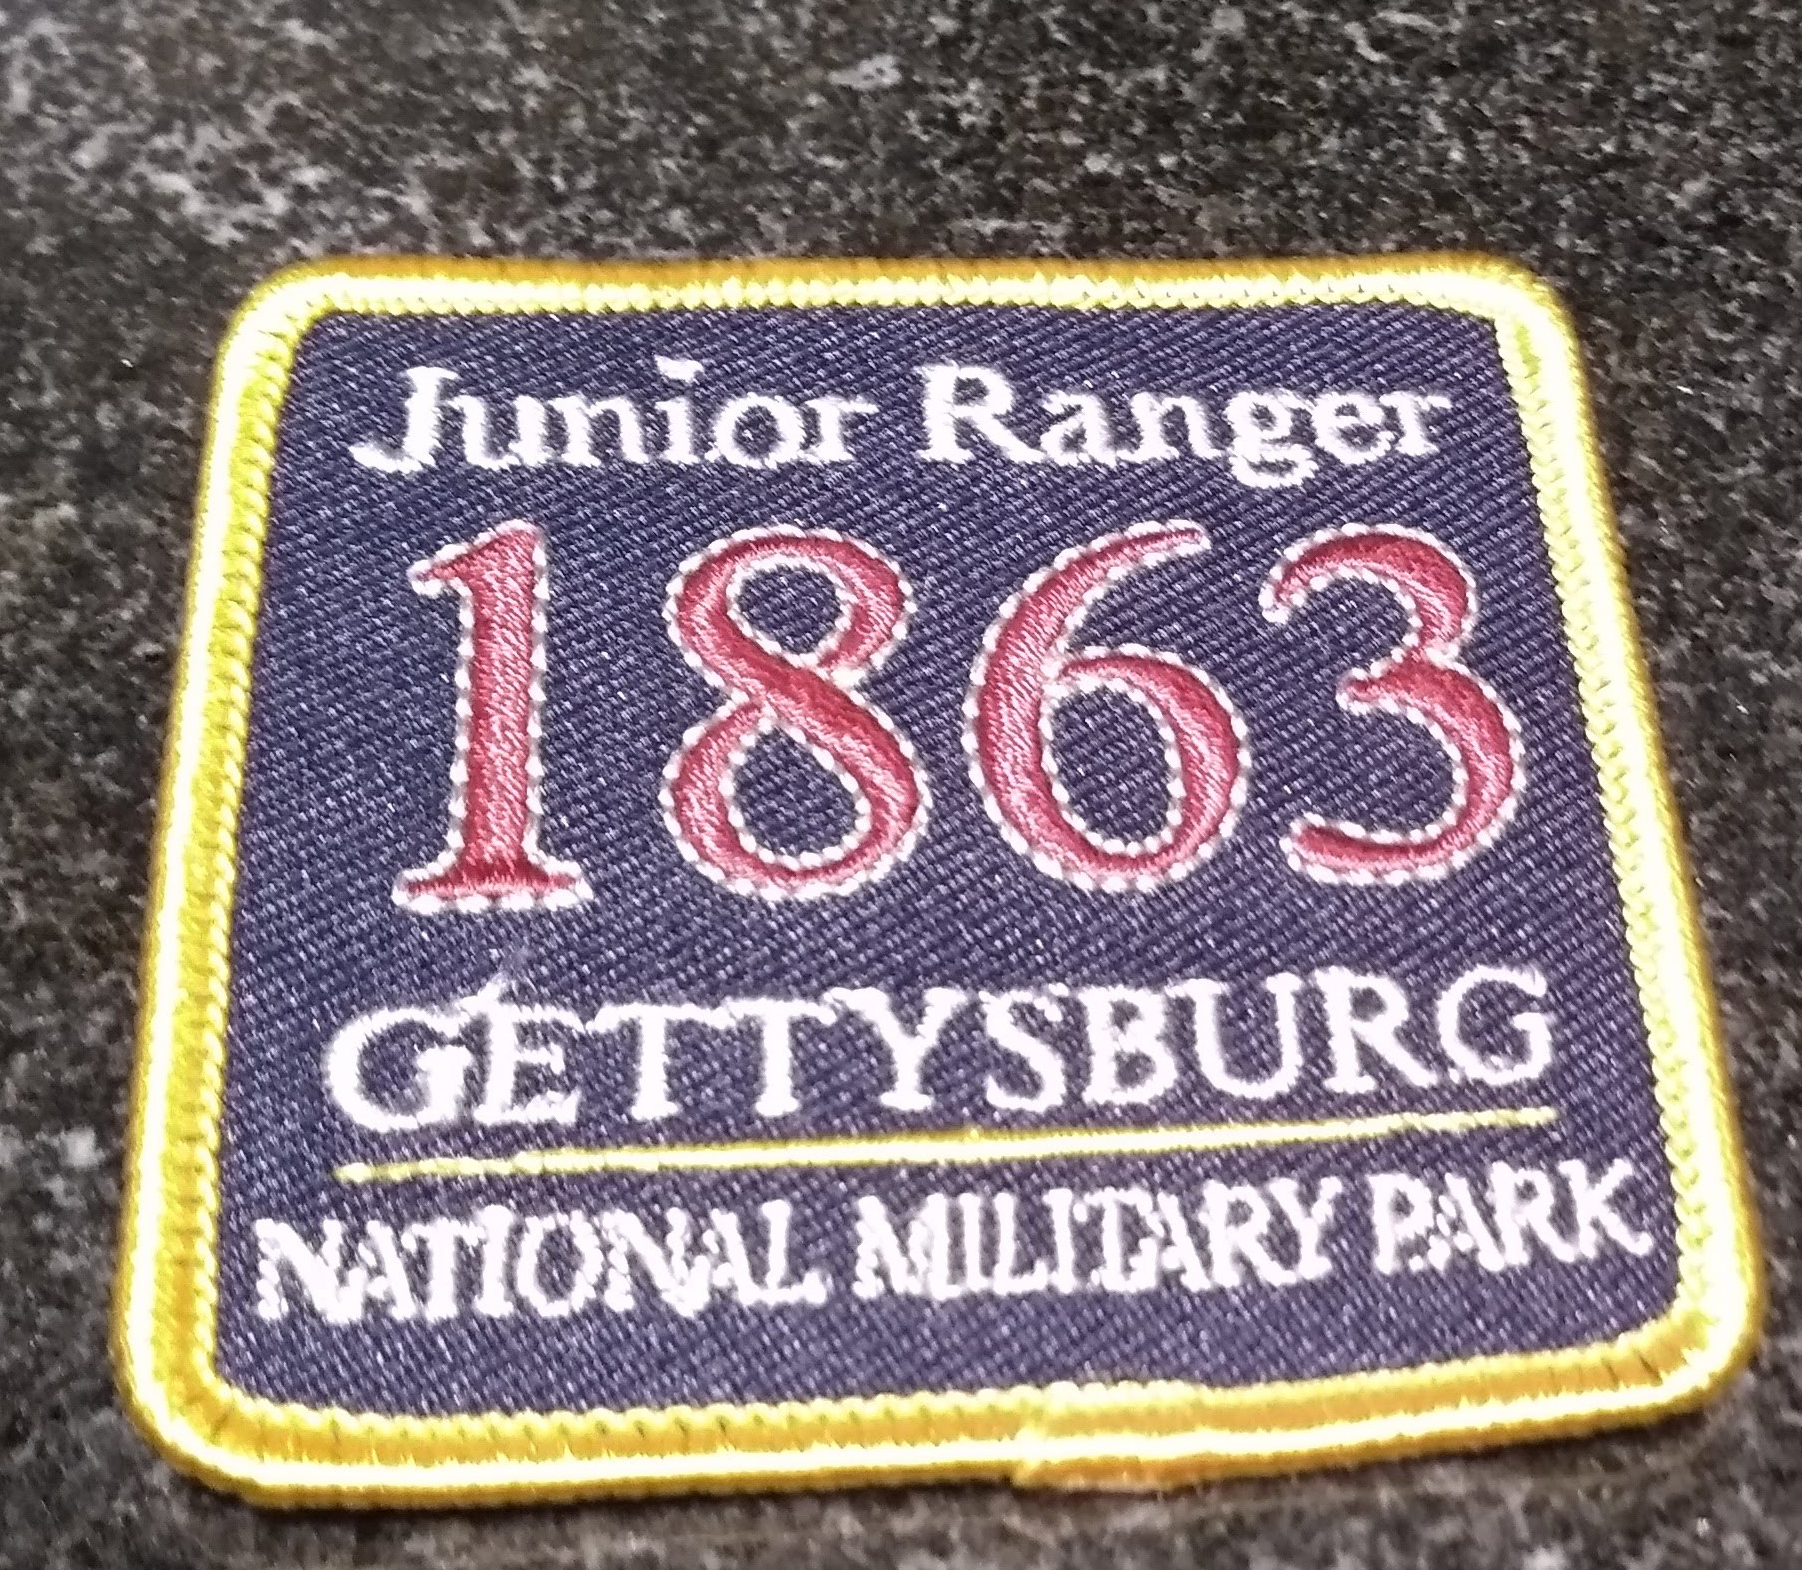 Junior Ranger
1863
GETTYSBURG
NATIONAL MILITARY PARK